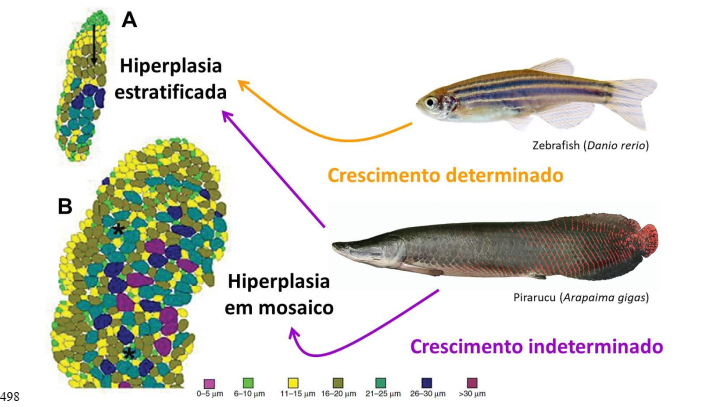 A
Hiperplasia
estratificada
Zebrafish (Danio rerio)
Crescimento determinado
B
*
Hiperplasia
em mosaico
Pirarucu (Arapaima gigas)
*
Crescimento indeterminado
0–5 μm 6–10 μm 11–15 μm 16–20 μm 21–25 μm 26–30 μm >30 μm
498